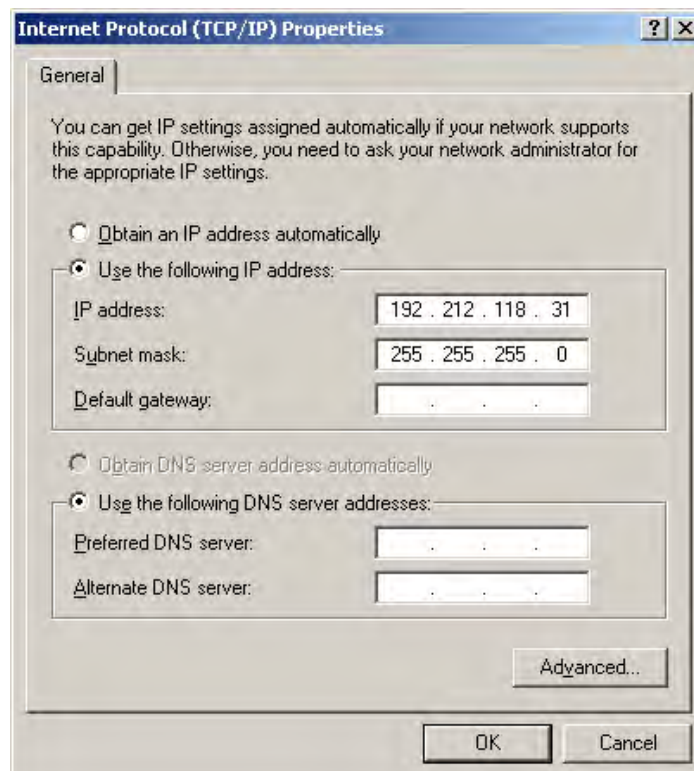 Internet Protocol (TCP/IP) Properties
General
You can get IP settings assigned automatically if your network supports
this capability. Otherwise, you need to ask your network administrator for
the appropriate IP settings.
Obtain an IP address automatically
Use the following IP address:
IP address: 192 . 212 . 118 . 31
Subnet mask: 255 . 255 . 255 . 0
Default gateway: . . .
Obtain DNS server address automatically
Use the following DNS server addresses:
Preferred DNS server: . . .
Alternate DNS server: . . .
Advanced...
OK Cancel